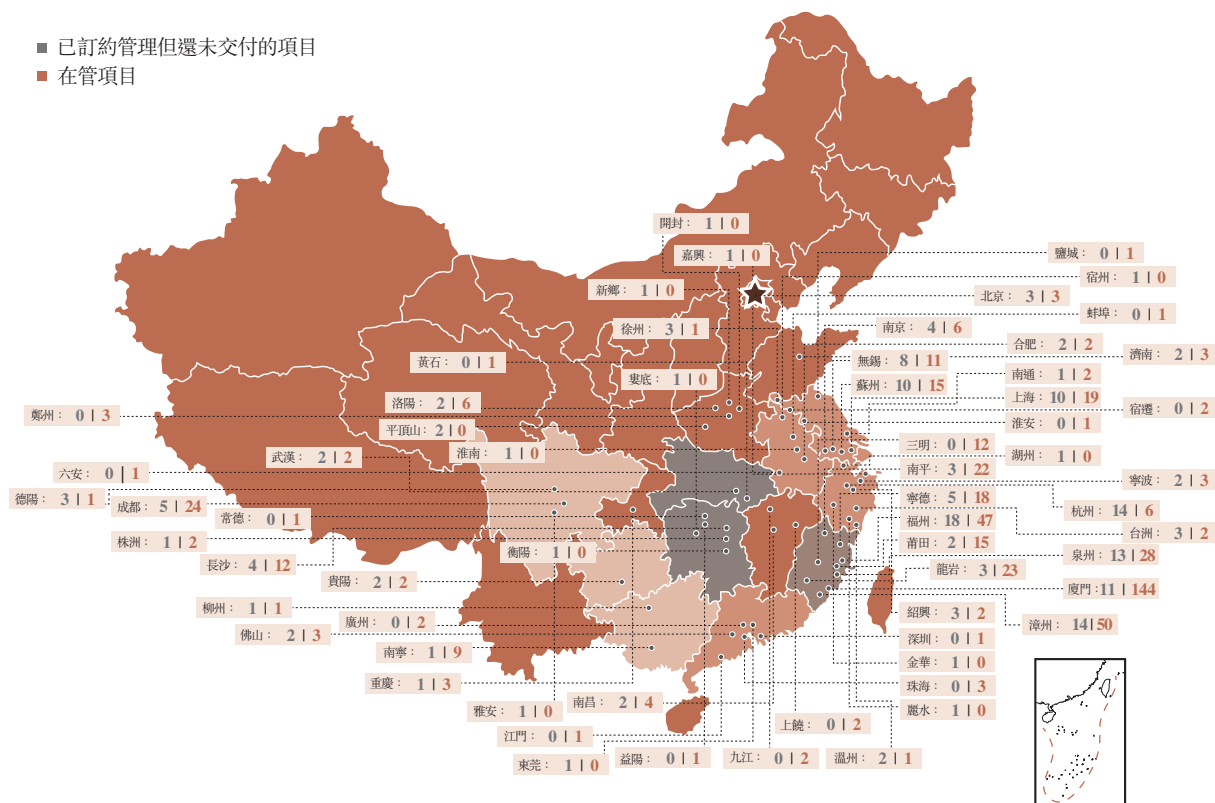 已訂約管理但還未交付的項目
在管項目
開封： 1 | 0
嘉興： 1 | 0
新鄉： 1 | 0
徐州： 3 | 1
黃石： 0 | 1
婁底： 1 | 0
洛陽： 2 | 6
鄭州： 0 | 3
平頂山： 2 | 0
淮南： 1 | 0
武漢： 2 | 2
六安： 0 | 1
德陽： 3 | 1
成都： 5 | 24
常德： 0 | 1
株洲： 1 | 2
衡陽： 1 | 0
長沙： 4 | 12
貴陽： 2 | 2
柳州： 1 | 1
廣州： 0 | 2
佛山： 2 | 3
南寧： 1 | 9
重慶： 1 | 3
雅安： 1 | 0
南昌： 2 | 4
江門： 0 | 1
東莞： 1 | 0
益陽： 0 | 1
九江： 0 | 2
溫州： 2 | 1
上饒： 0 | 2
鹽城： 0 | 1
宿州： 1 | 0
北京： 3 | 3
蚌埠： 0 | 1
南京： 4 | 6
合肥： 2 | 2
濟南： 2 | 3
無錫： 8 | 11
南通： 1 | 2
蘇州： 10 | 15
上海： 10 | 19
宿遷： 0 | 2
淮安： 0 | 1
三明： 0 | 12
湖州： 1 | 0
南平： 3 | 22
寧波： 2 | 3
寧德： 5 | 18
杭州： 14 | 6
福州： 18 | 47
台洲： 3 | 2
莆田： 2 | 15
泉州： 13 | 28
龍岩： 3 | 23
廈門：11 | 144
紹興： 3 | 2
漳州： 14 | 50
深圳： 0 | 1
金華： 1 | 0
珠海： 0 | 3
麗水： 1 | 0